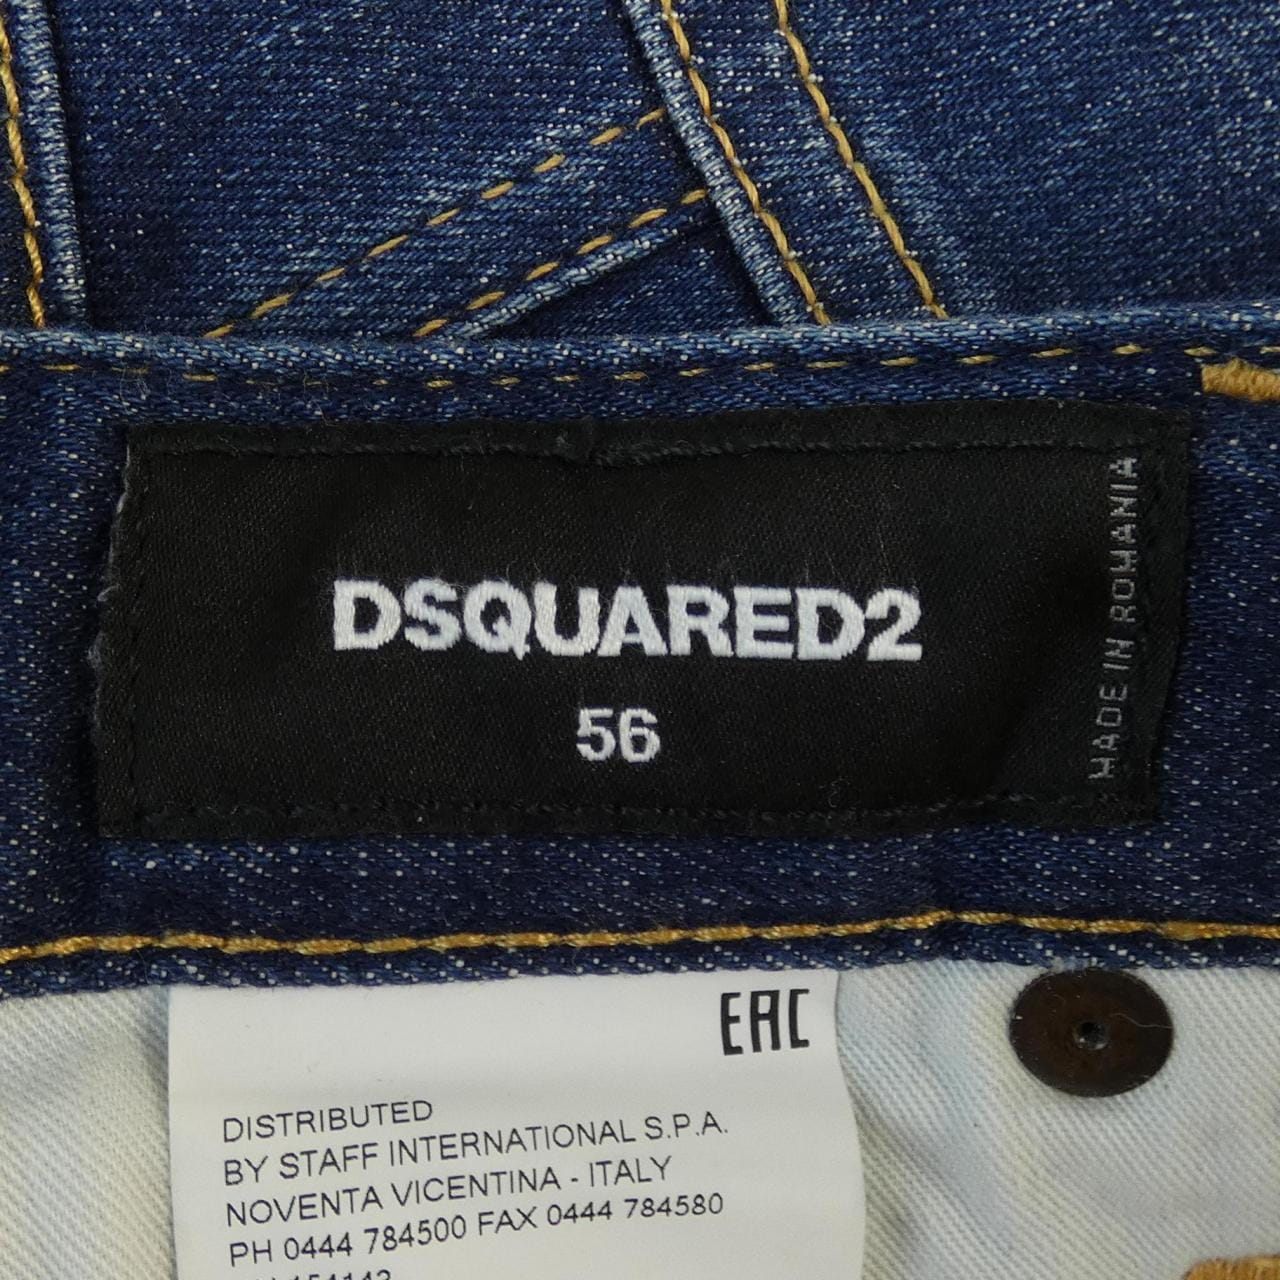 DSQUARED2
56
MADE IN ROMANIA
EAC
DISTRIBUTED
BY STAFF INTERNATIONAL S.P.A.
NOVENTA VICENTINA - ITALY
PH 0444 784500 FAX 0444 784580